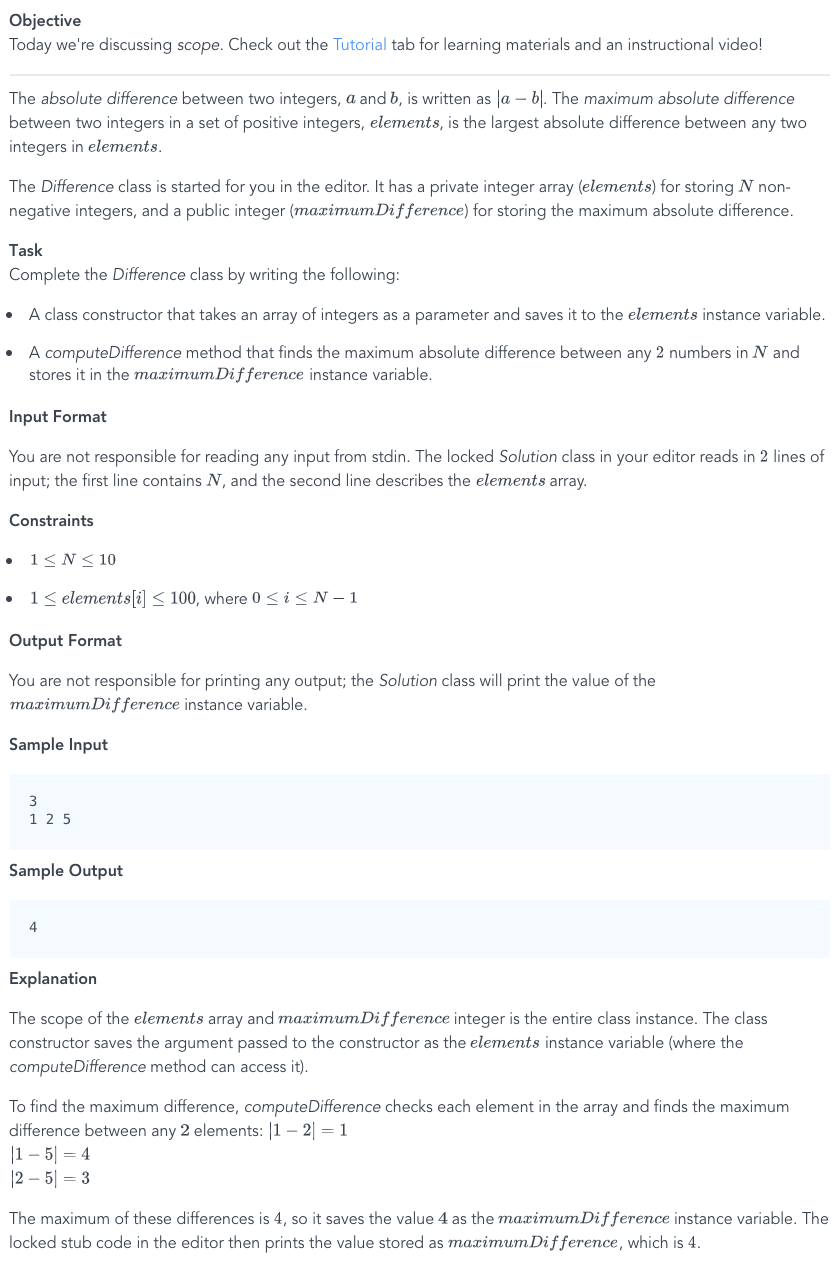 Objective
Today we're discussing scope. Check out the Tutorial tab for learning materials and an instructional video!
The absolute difference between two integers, a and b, is written as |a − b|. The maximum absolute difference
between two integers in a set of positive integers, elements, is the largest absolute difference between any two
integers in elements.
The Difference class is started for you in the editor. It has a private integer array (elements) for storing N non-
negative integers, and a public integer (maximumDifference) for storing the maximum absolute difference.
Task
Complete the Difference class by writing the following:
• A class constructor that takes an array of integers as a parameter and saves it to the elements instance variable.
• A computeDifference method that finds the maximum absolute difference between any 2 numbers in N and
stores it in the maximumDifference instance variable.
Input Format
You are not responsible for reading any input from stdin. The locked Solution class in your editor reads in 2 lines of
input; the first line contains N, and the second line describes the elements array.
Constraints
• 1 ≤ N ≤ 10
• 1 ≤ elements[i] ≤ 100, where 0 ≤ i ≤ N − 1
Output Format
You are not responsible for printing any output; the Solution class will print the value of the
maximumDifference instance variable.
Sample Input
3
1 2 5
Sample Output
4
Explanation
The scope of the elements array and maximumDifference integer is the entire class instance. The class
constructor saves the argument passed to the constructor as the elements instance variable (where the
computeDifference method can access it).
To find the maximum difference, computeDifference checks each element in the array and finds the maximum
difference between any 2 elements: |1 − 2| = 1
|1 − 5| = 4
|2 − 5| = 3
The maximum of these differences is 4, so it saves the value 4 as the maximumDifference instance variable. The
locked stub code in the editor then prints the value stored as maximumDifference, which is 4.